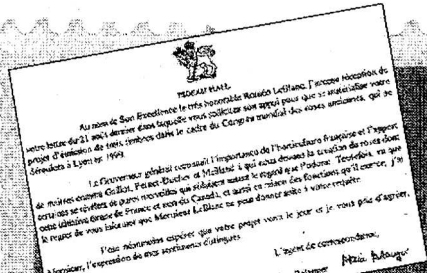 RIDEAU HALL
Au nom de Son Excellence le très honorable Roméo LeBlanc, j'accuse réception de
votre lettre du 21 août dernier dans laquelle vous sollicitez son appui pour que se matérialise votre
projet d'émission de trois timbres dans le cadre du Congrès mondial des roses anciennes, qui se
déroulera à Lyon en 1999.
Le Gouverneur général reconnaît l'importance de l'horticulture française et l'apport
de maîtres comme Guillot, Pernet-Ducher et Meilland à qui nous devons la création de roses dont
certaines se révèlent de pures merveilles qui séduisent autant le regard que l'odorat. Toutefois, vu que
cette initiative émane de France et non du Canada, et aussi en raison des fonctions qu'il exerce, j'ai
le regret de vous informer que Monsieur LeBlanc ne peut donner suite à votre requête.
J'ose néanmoins espérer que votre projet verra le jour et je vous prie d'agréer,
Monsieur, l'expression de mes sentiments distingués.
L'agent de correspondance,